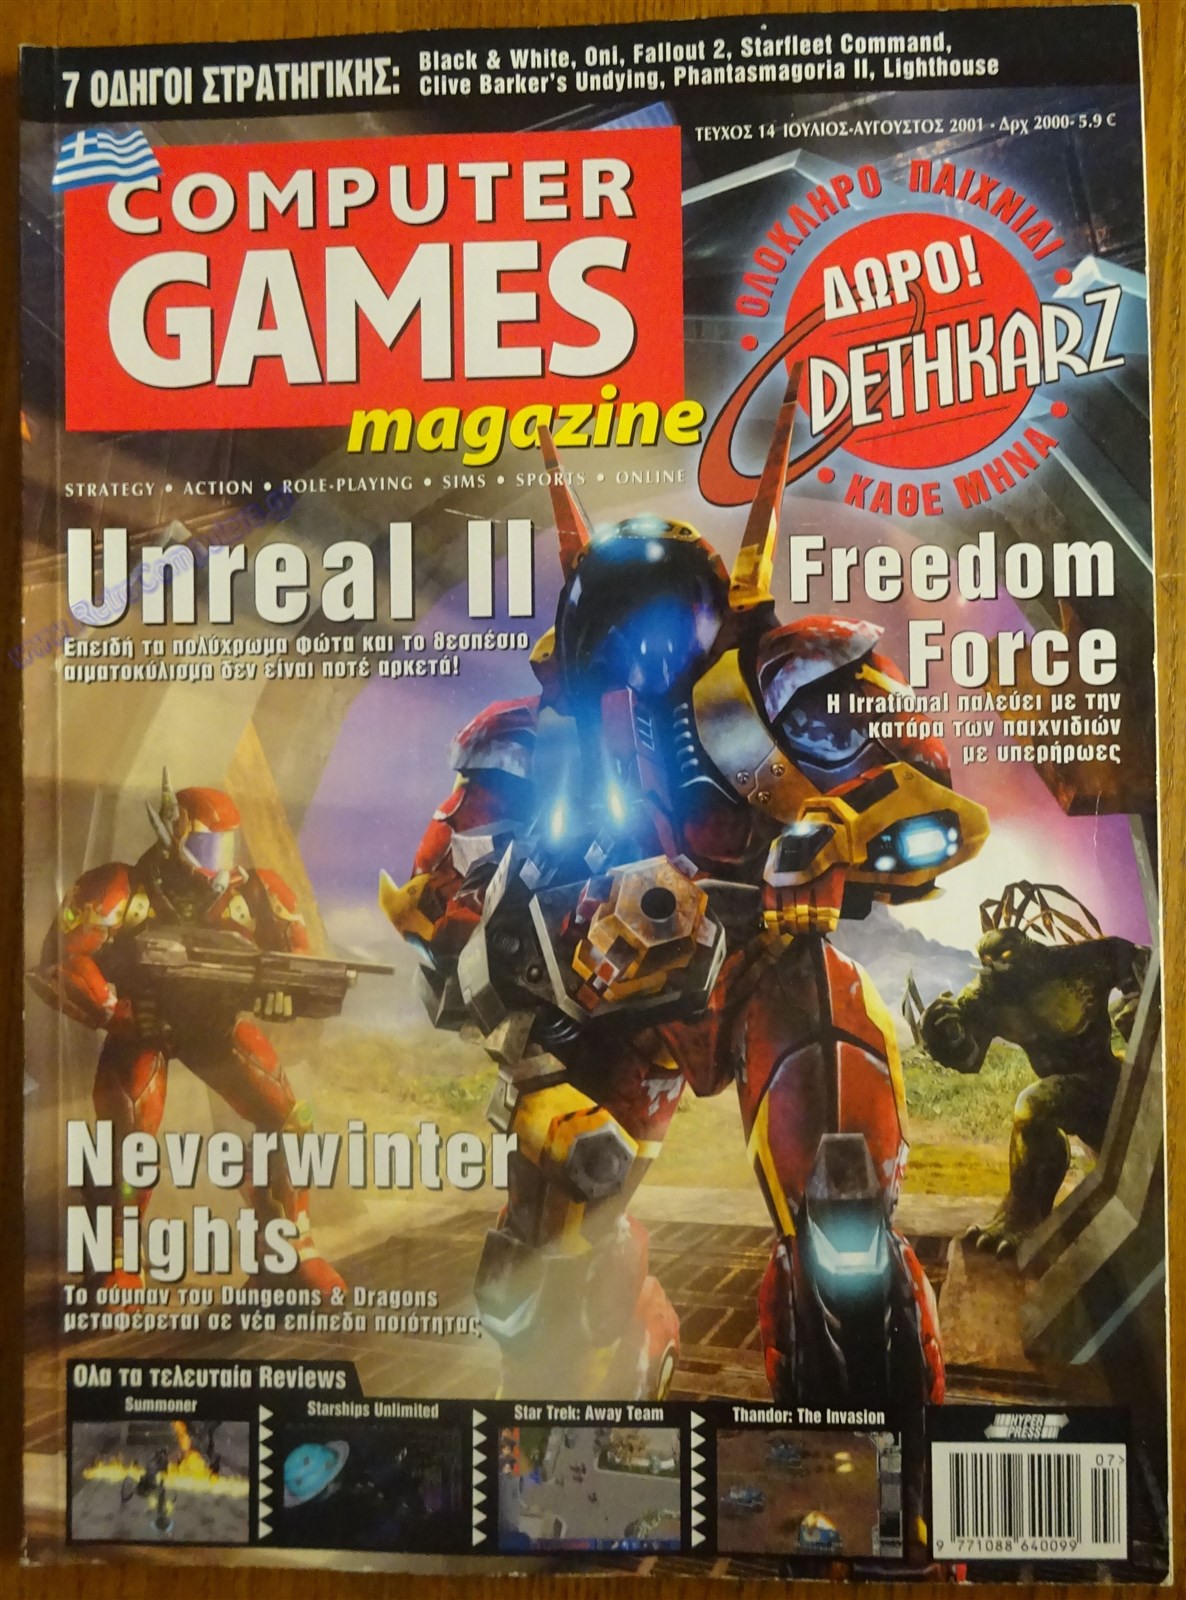 7 ΟΔΗΓΟΙ ΣΤΡΑΤΗΓΙΚΗΣ:
Black & White, Oni, Fallout 2, Starfleet Command,
Clive Barker's Undying, Phantasmagoria II, Lighthouse
ΤΕΥΧΟΣ 14 ΙΟΥΛΙΟΣ-ΑΥΓΟΥΣΤΟΣ 2001 · Δρχ 2000- 5.9 €
COMPUTER
GAMES
magazine
STRATEGY • ACTION • ROLE-PLAYING • SIMS • SPORTS • ONLINE
• ΟΛΟΚΛΗΡΟ ΠΑΙΧΝΙΔΙ •
ΔΩΡΟ!
DETHKARZ
• ΚΑΘΕ ΜΗΝΑ •
Unreal II
Επειδή τα πολύχρωμα φώτα και το θεσπέσιο
αιματοκύλισμα δεν είναι ποτέ αρκετά!
Freedom
Force
Η Irrational παλεύει με την
κατάρα των παιχνιδιών
με υπερήρωες
777
Neverwinter
Nights
Το σύμπαν του Dungeons & Dragons
μεταφέρεται σε νέα επίπεδα ποιότητας
Ολα τα τελευταία Reviews
Summoner
Starships Unlimited
Star Trek: Away Team
Thandor: The Invasion
HYPER
PRESS
07>
9 771088 640099